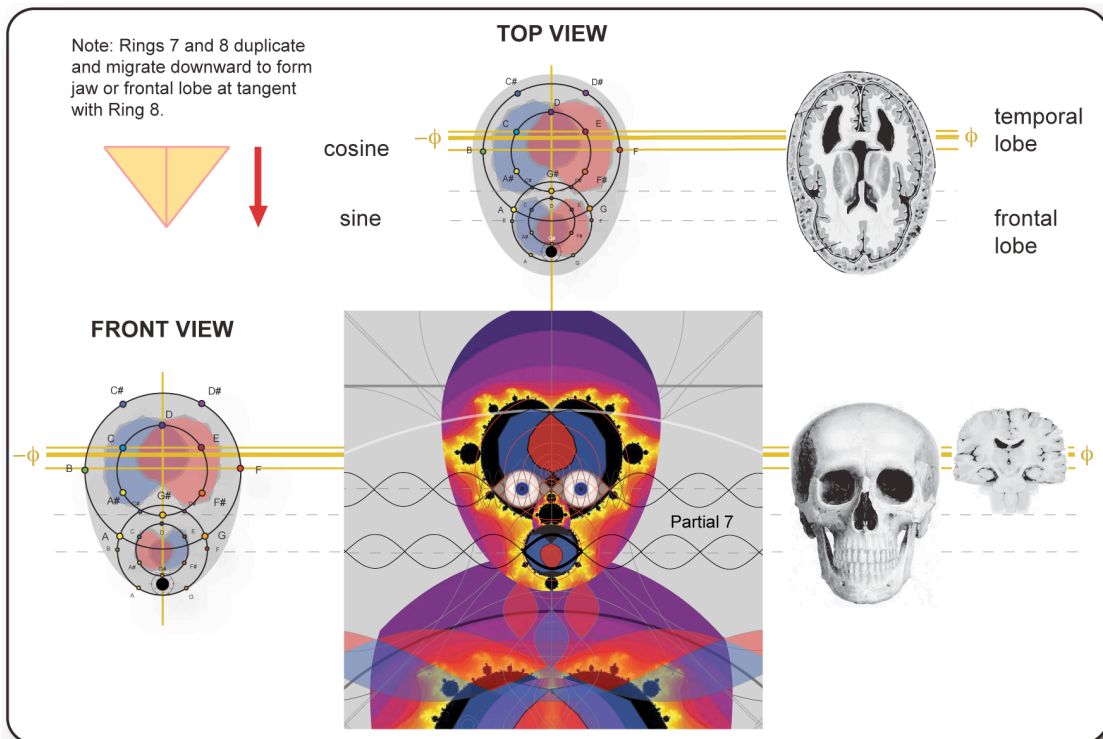 TOP VIEW
Note: Rings 7 and 8 duplicate
and migrate downward to form
jaw or frontal lobe at tangent
with Ring 8.
C# D#
D
C E
−ϕ
cosine
B F
G#
A# F#
sine
A G
C D E
B F
A# F#
A G
temporal
lobe
ϕ
frontal
lobe
FRONT VIEW
C# D#
D
C E
−ϕ
B F
G#
A# F#
A G
C D E
B F
A# F#
A G
Partial 7
ϕ